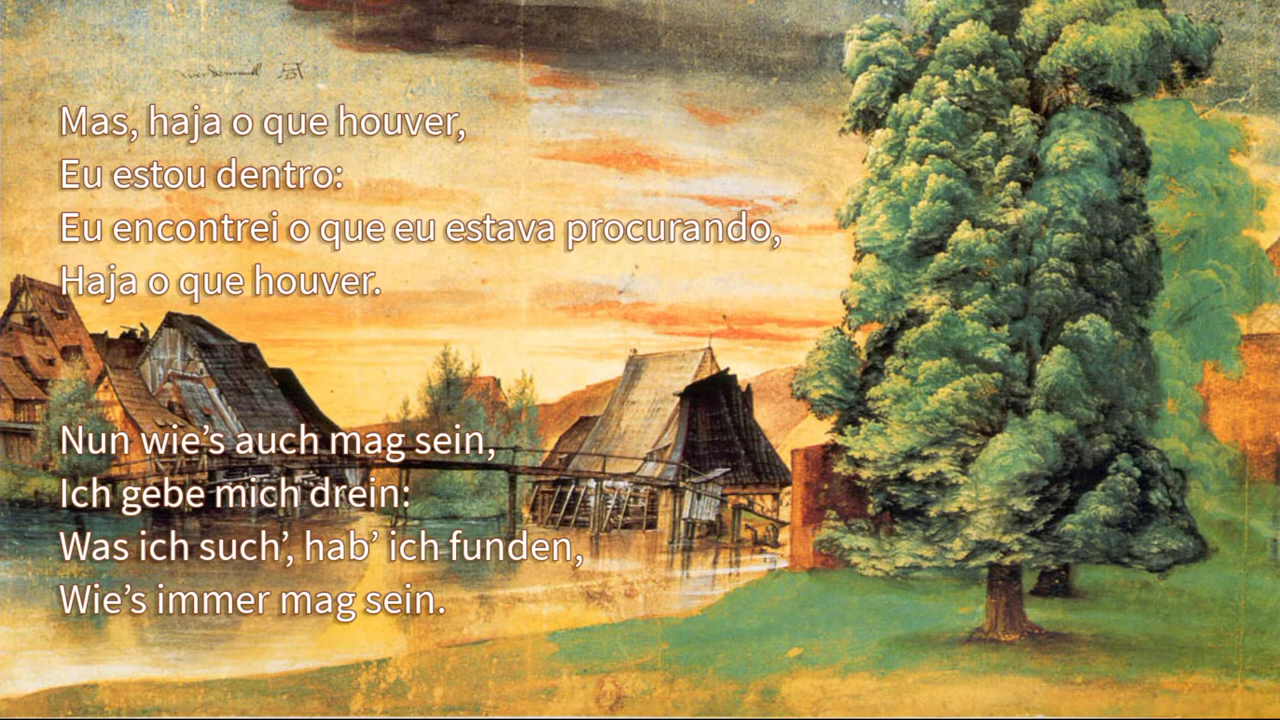 Mas, haja o que houver,
Eu estou dentro:
Eu encontrei o que eu estava procurando,
Haja o que houver.
Nun wie’s auch mag sein,
Ich gebe mich drein:
Was ich such’, hab’ ich funden,
Wie’s immer mag sein.